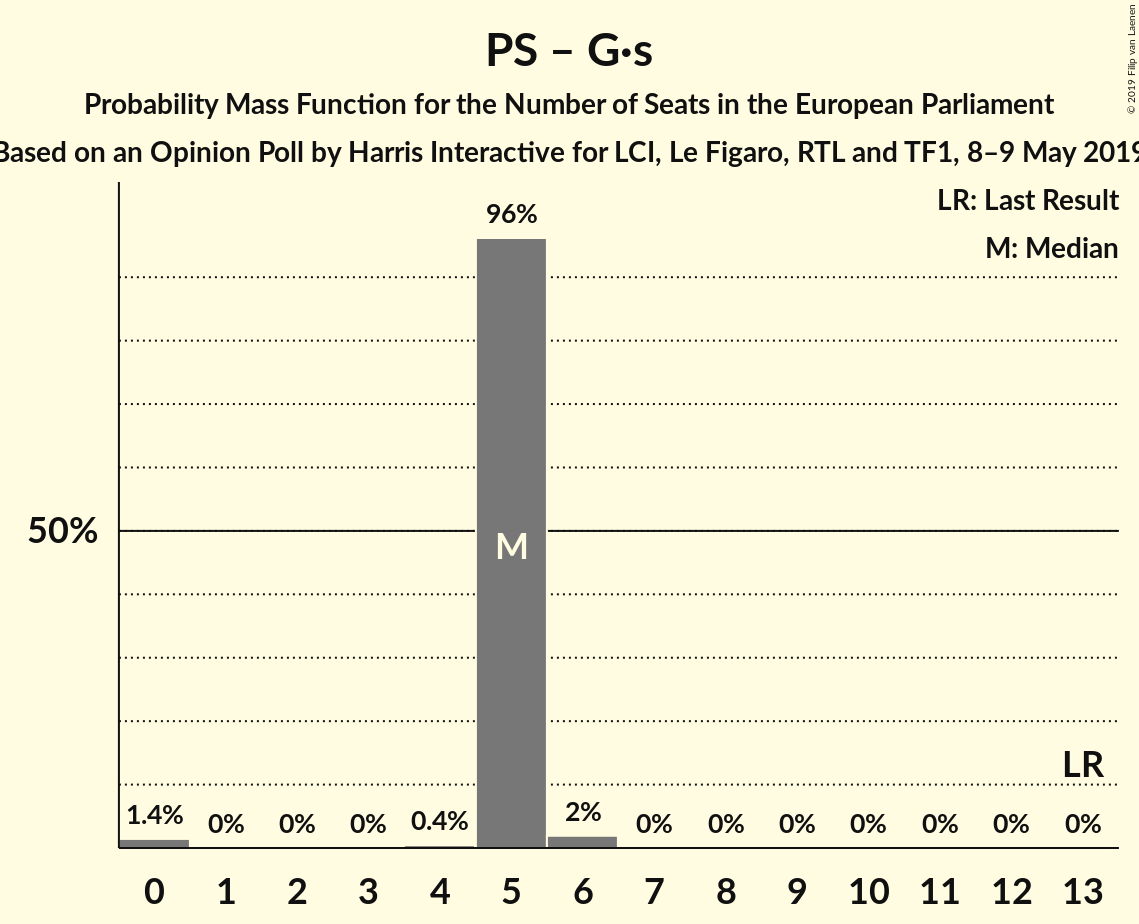 PS – G·s
Probability Mass Function for the Number of Seats in the European Parliament
Based on an Opinion Poll by Harris Interactive for LCI, Le Figaro, RTL and TF1, 8–9 May 2019
© 2019 Filip van Laenen
LR: Last Result
M: Median
96%
50%
M
LR
1.4% 0% 0% 0% 0.4% 2% 0% 0% 0% 0% 0% 0% 0%
0 1 2 3 4 5 6 7 8 9 10 11 12 13